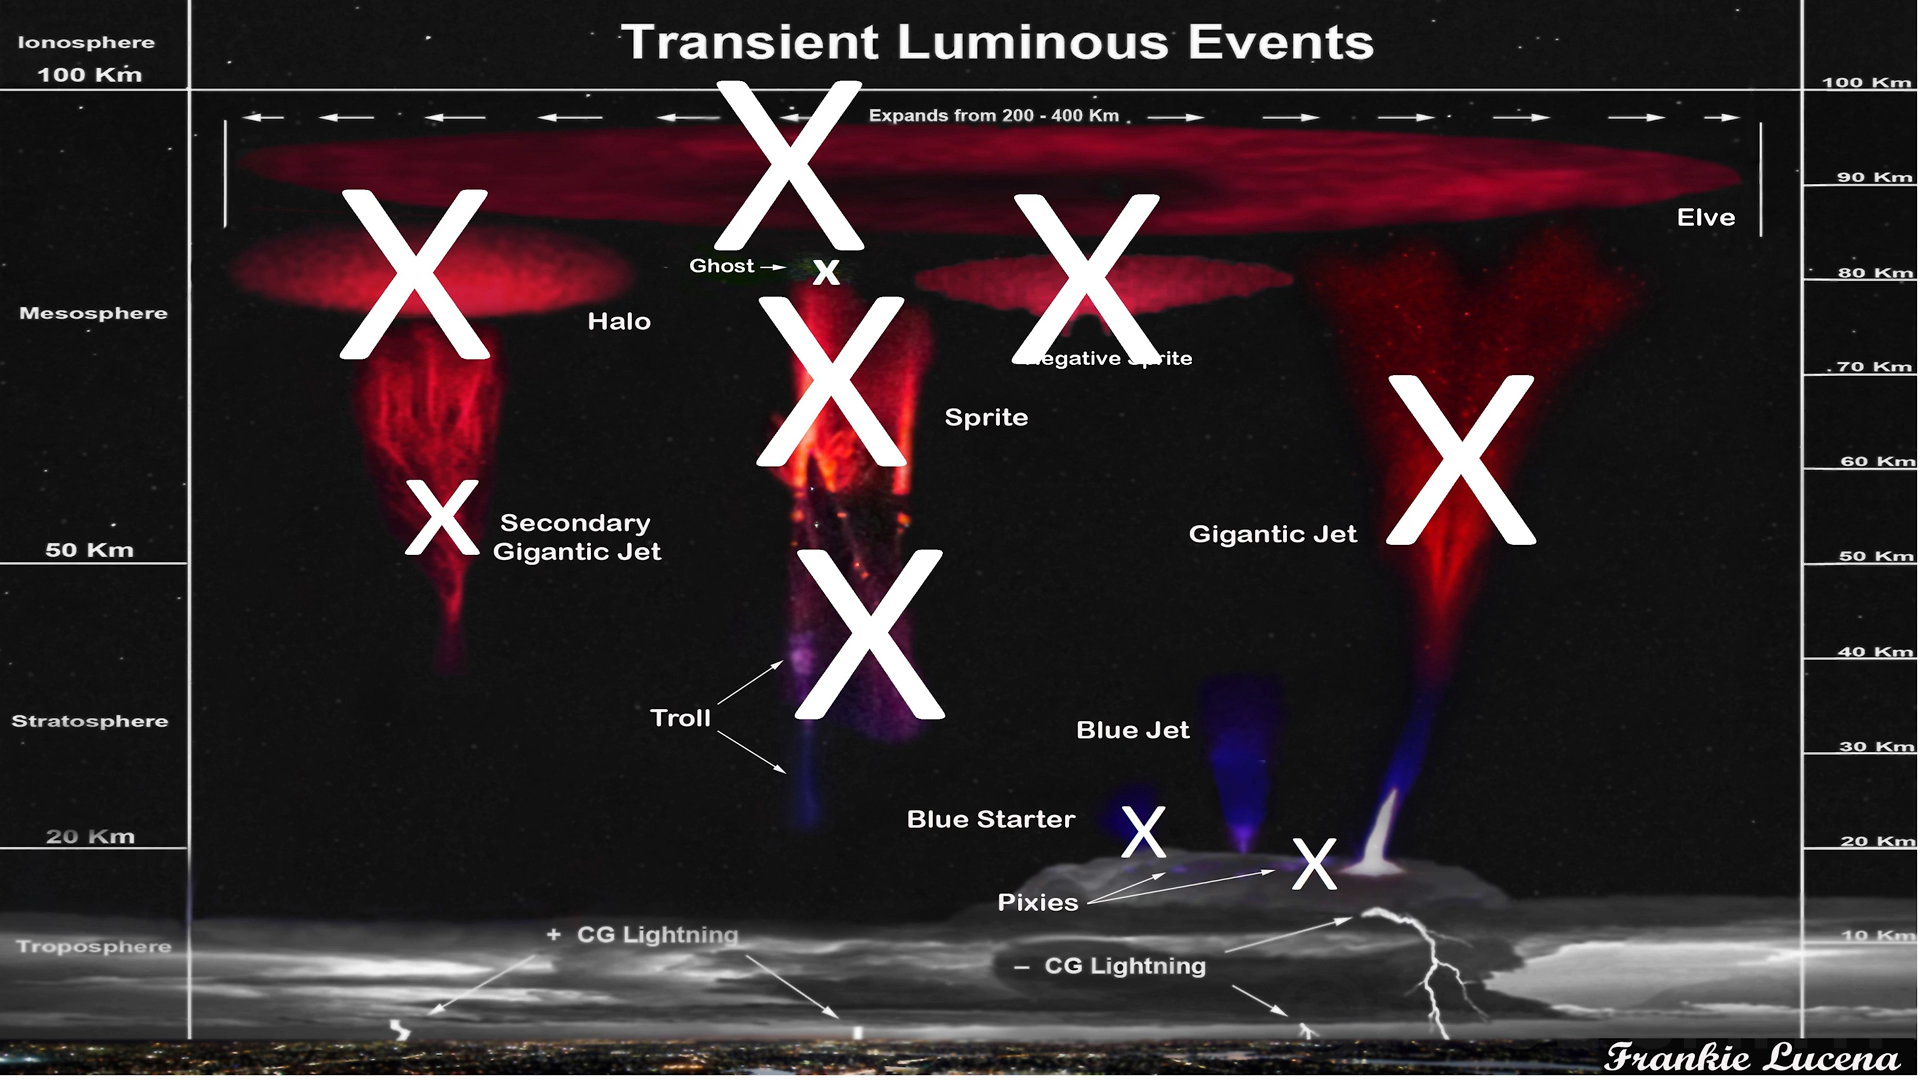 Transient Luminous Events
Ionosphere
100 Km
100 Km
Expands from 200 - 400 Km
X
90 Km
X
X
Elve
Ghost
x
80 Km
Mesosphere
Halo
X
egative Sprite
70 Km
Sprite
X
60 Km
X
Secondary
Gigantic Jet
Gigantic Jet
50 Km
50 Km
X
40 Km
Troll
Blue Jet
Stratosphere
30 Km
Blue Starter
X
20 Km
20 Km
X
Pixies
+ CG Lightning
10 Km
Troposphere
– CG Lightning
Frankie Lucena